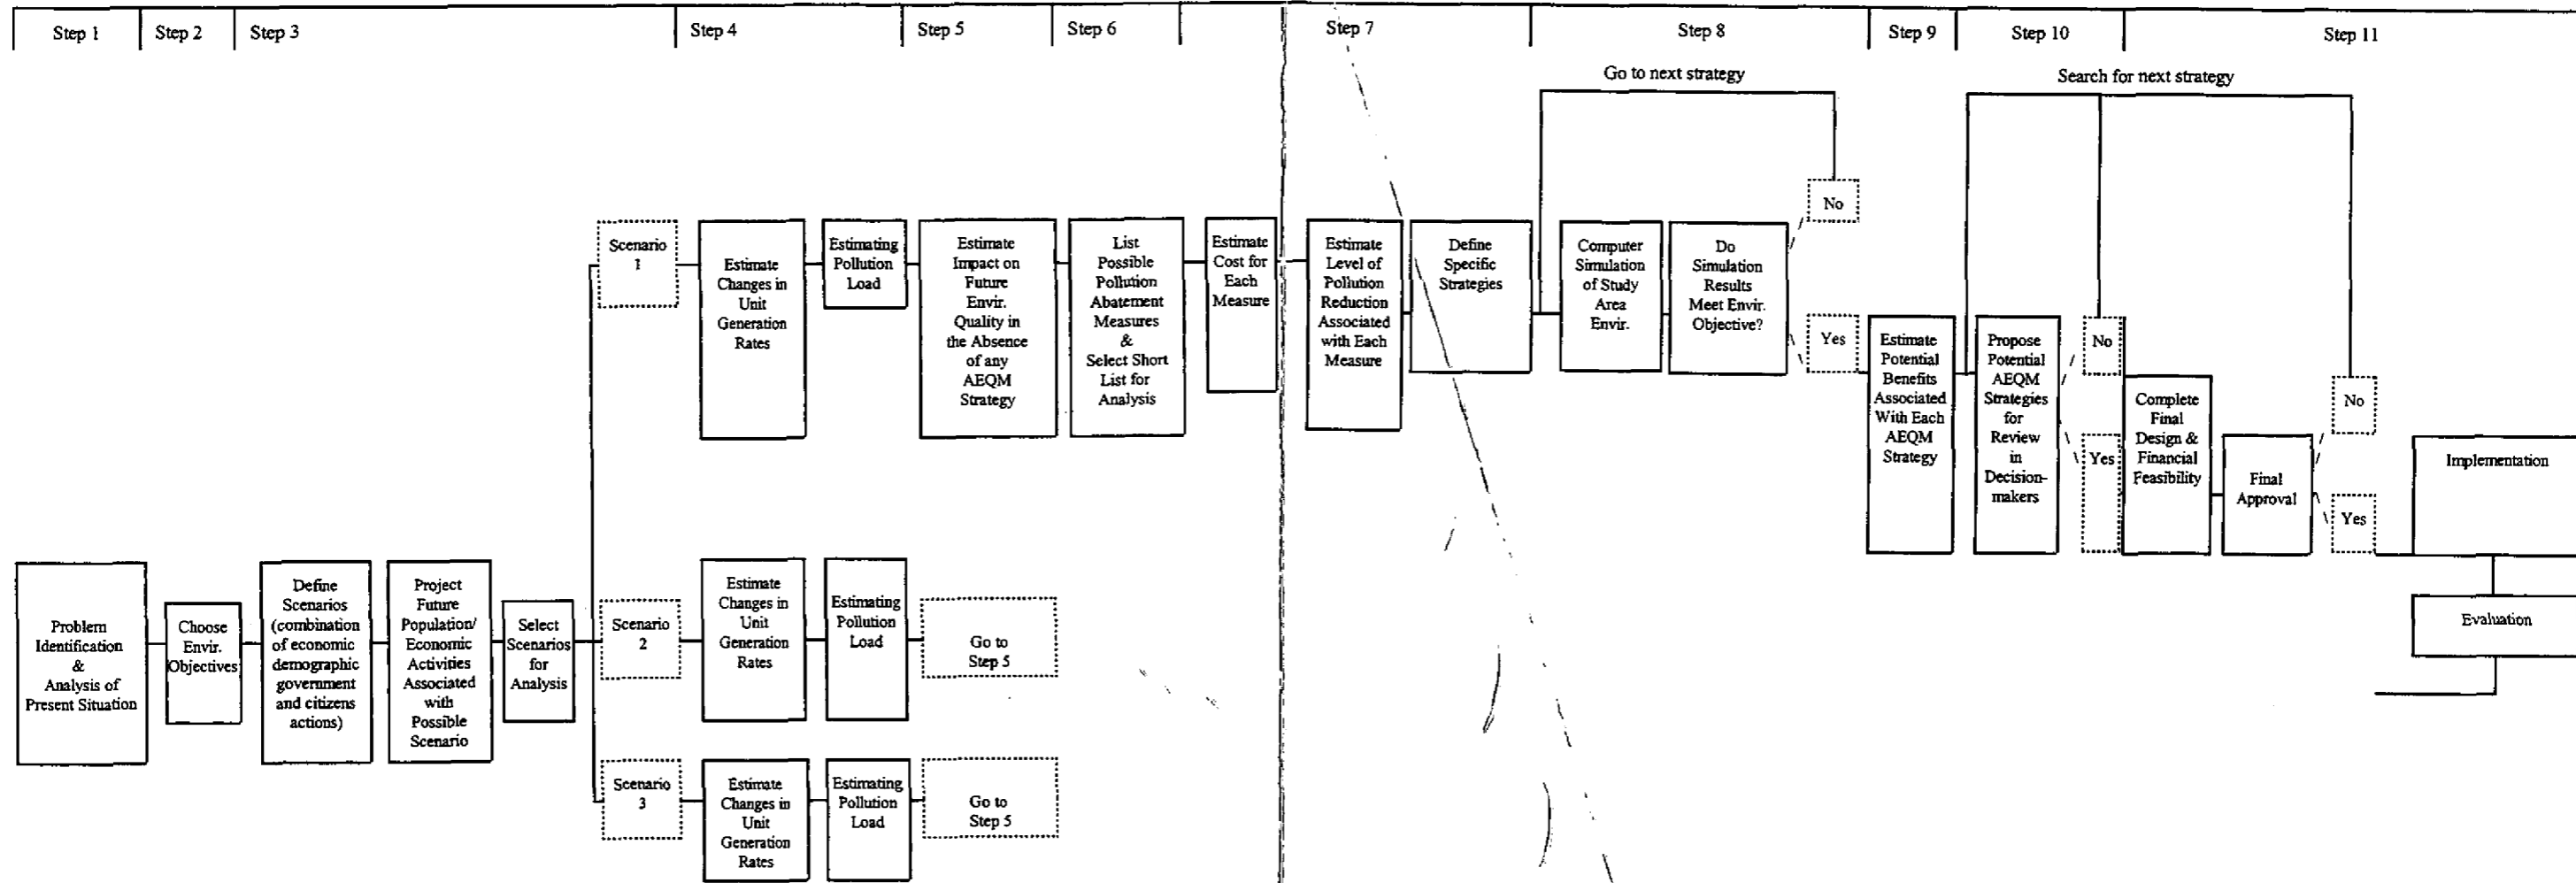 Step 1
Step 2
Step 3
Step 4
Step 5
Step 6
Step 7
Step 8
Step 9
Step 10
Step 11
Go to next strategy
Search for next strategy
Problem
Identification
&
Analysis of
Present Situation
Choose
Envir.
Objectives
Define
Scenarios
(combination
of economic
demographic
government
and citizens
actions)
Project
Future
Population/
Economic
Activities
Associated
with
Possible
Scenario
Select
Scenarios
for
Analysis
Scenario
1
Estimate
Changes in
Unit
Generation
Rates
Estimating
Pollution
Load
Estimate
Impact on
Future
Envir.
Quality in
the Absence
of any
AEQM
Strategy
List
Possible
Pollution
Abatement
Measures
&
Select Short
List for
Analysis
Estimate
Cost for
Each
Measure
Estimate
Level of
Pollution
Reduction
Associated
with Each
Measure
Define
Specific
Strategies
Computer
Simulation
of Study
Area
Envir.
Do
Simulation
Results
Meet Envir.
Objective?
No
Yes
Estimate
Potential
Benefits
Associated
With Each
AEQM
Strategy
Propose
Potential
AEQM
Strategies
for
Review
in
Decision-
makers
No
Yes
Complete
Final
Design &
Financial
Feasibility
Final
Approval
No
Yes
Implementation
Evaluation
Scenario
2
Estimate
Changes in
Unit
Generation
Rates
Estimating
Pollution
Load
Go to
Step 5
Scenario
3
Estimate
Changes in
Unit
Generation
Rates
Estimating
Pollution
Load
Go to
Step 5